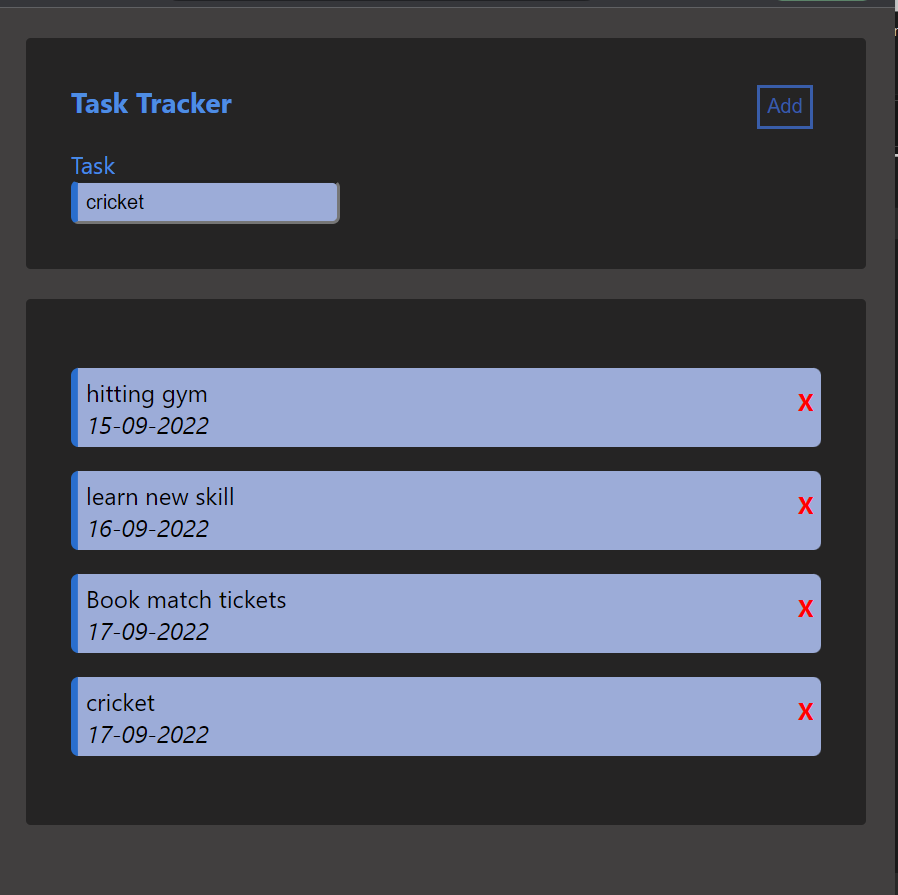 Task Tracker
Add
Task
cricket
hitting gym
X
15-09-2022
learn new skill
X
16-09-2022
Book match tickets
X
17-09-2022
cricket
X
17-09-2022